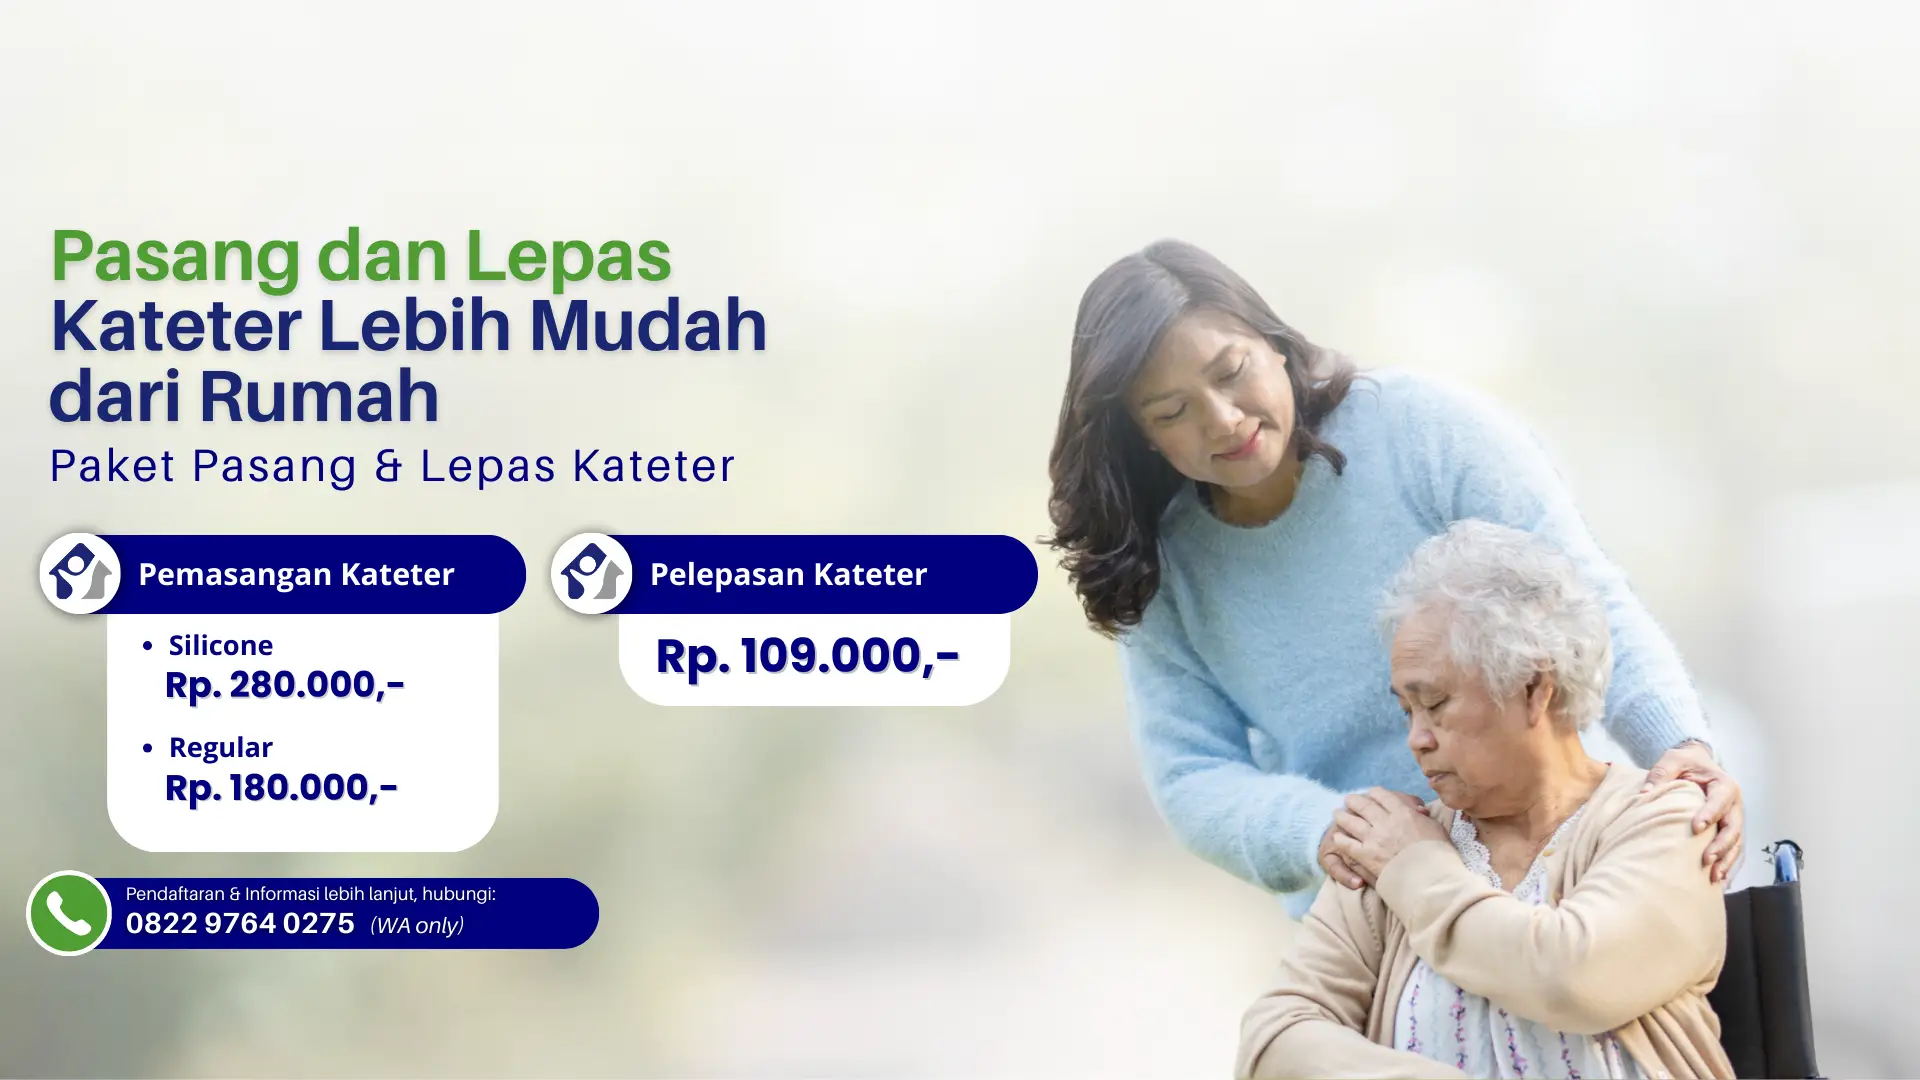 Pasang dan Lepas
Kateter Lebih Mudah
dari Rumah
Paket Pasang & Lepas Kateter
Pemasangan Kateter
• Silicone
Rp. 280.000,-
• Regular
Rp. 180.000,-
Pelepasan Kateter
Rp. 109.000,-
Pendaftaran & Informasi lebih lanjut, hubungi:
0822 9764 0275 (WA only)